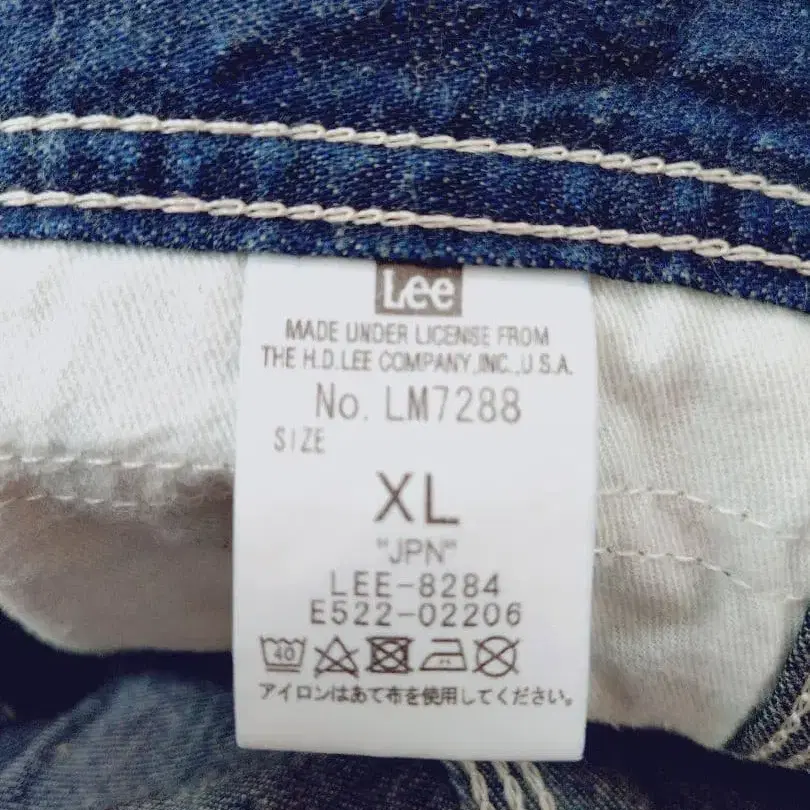 Lee
MADE UNDER LICENSE FROM
THE H.D.LEE COMPANY,INC.,U.S.A.
No. LM7288
SIZE
XL
"JPN"
LEE-8284
E522-02206
40
アイロンはあて布を使用してください。